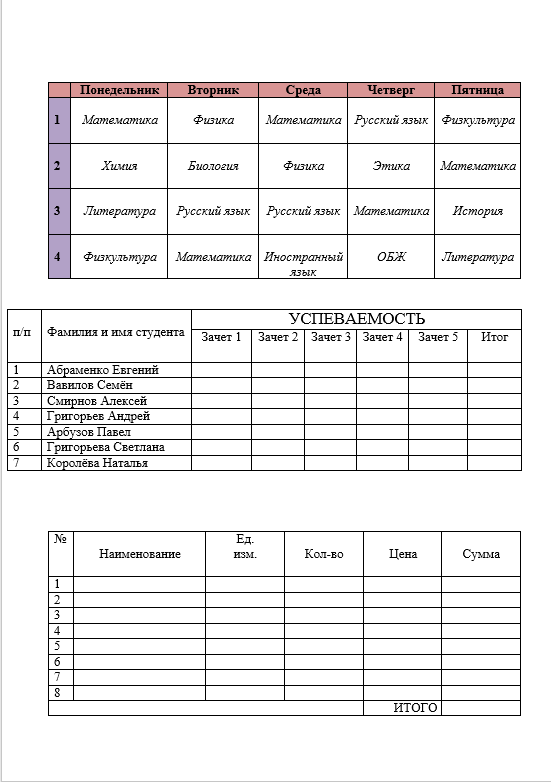 Понедельник Вторник Среда Четверг Пятница
1 Математика Физика Математика Русский язык Физкультура
2 Химия Биология Физика Этика Математика
3 Литература Русский язык Русский язык Математика История
4 Физкультура Математика Иностранный язык ОБЖ Литература
п/п Фамилия и имя студента УСПЕВАЕМОСТЬ
Зачет 1 Зачет 2 Зачет 3 Зачет 4 Зачет 5 Итог
1 Абраменко Евгений
2 Вавилов Семён
3 Смирнов Алексей
4 Григорьев Андрей
5 Арбузов Павел
6 Григорьева Светлана
7 Королёва Наталья
№ Наименование Ед. изм. Кол-во Цена Сумма
1
2
3
4
5
6
7
8
ИТОГО